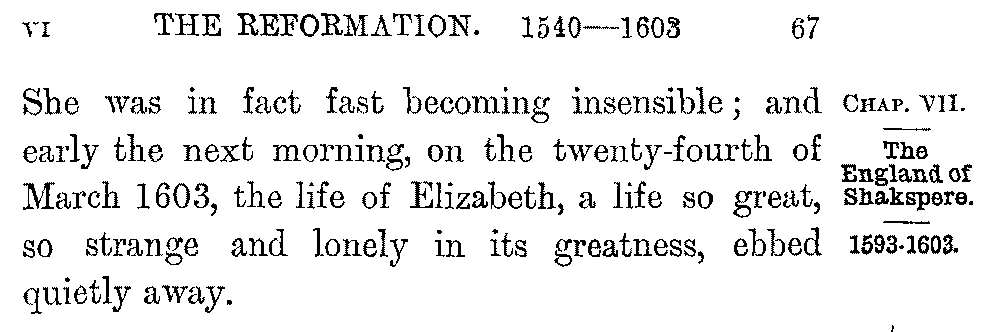 VI THE REFORMATION. 1540—1603 67
She was in fact fast becoming insensible; and
early the next morning, on the twenty-fourth of
March 1603, the life of Elizabeth, a life so great,
so strange and lonely in its greatness, ebbed
quietly away.
CHAP. VII.
The
England of
Shakspere.
1593-1603.